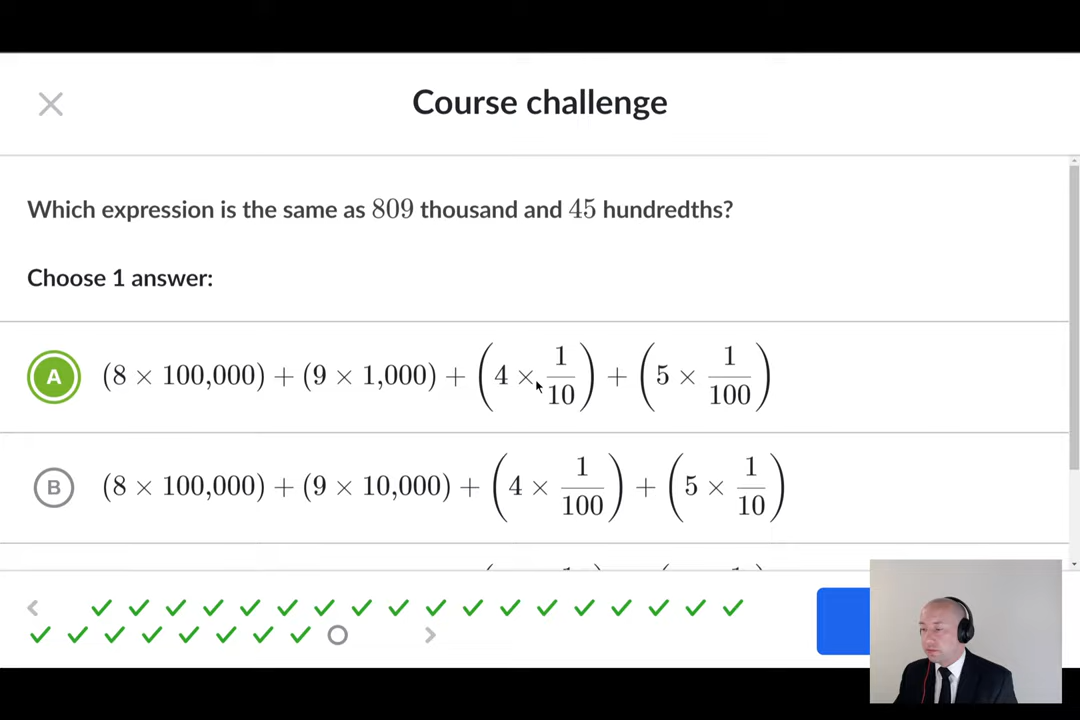 Course challenge
Which expression is the same as 809 thousand and 45 hundredths?
Choose 1 answer:
A (8 × 100,000) + (9 × 1,000) + (4 × 1/10) + (5 × 1/100)
B (8 × 100,000) + (9 × 10,000) + (4 × 1/100) + (5 × 1/10)